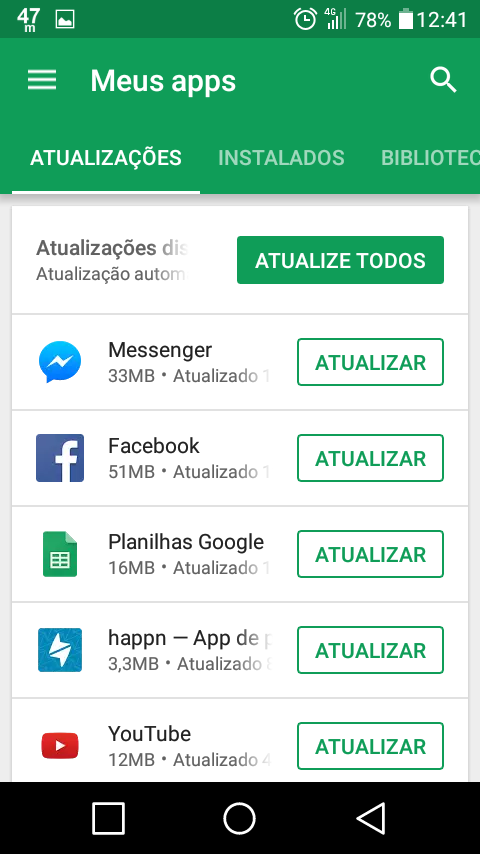 47
m
4G
78%
12:41
Meus apps
ATUALIZAÇÕES
INSTALADOS
BIBLIOTEC
Atualizações dis
Atualização autom
ATUALIZE TODOS
Messenger
33MB • Atualizado 1
ATUALIZAR
Facebook
51MB • Atualizado 1
ATUALIZAR
Planilhas Google
16MB • Atualizado 1
ATUALIZAR
happn — App de p
3,3MB • Atualizado 8
ATUALIZAR
YouTube
12MB • Atualizado 4
ATUALIZAR